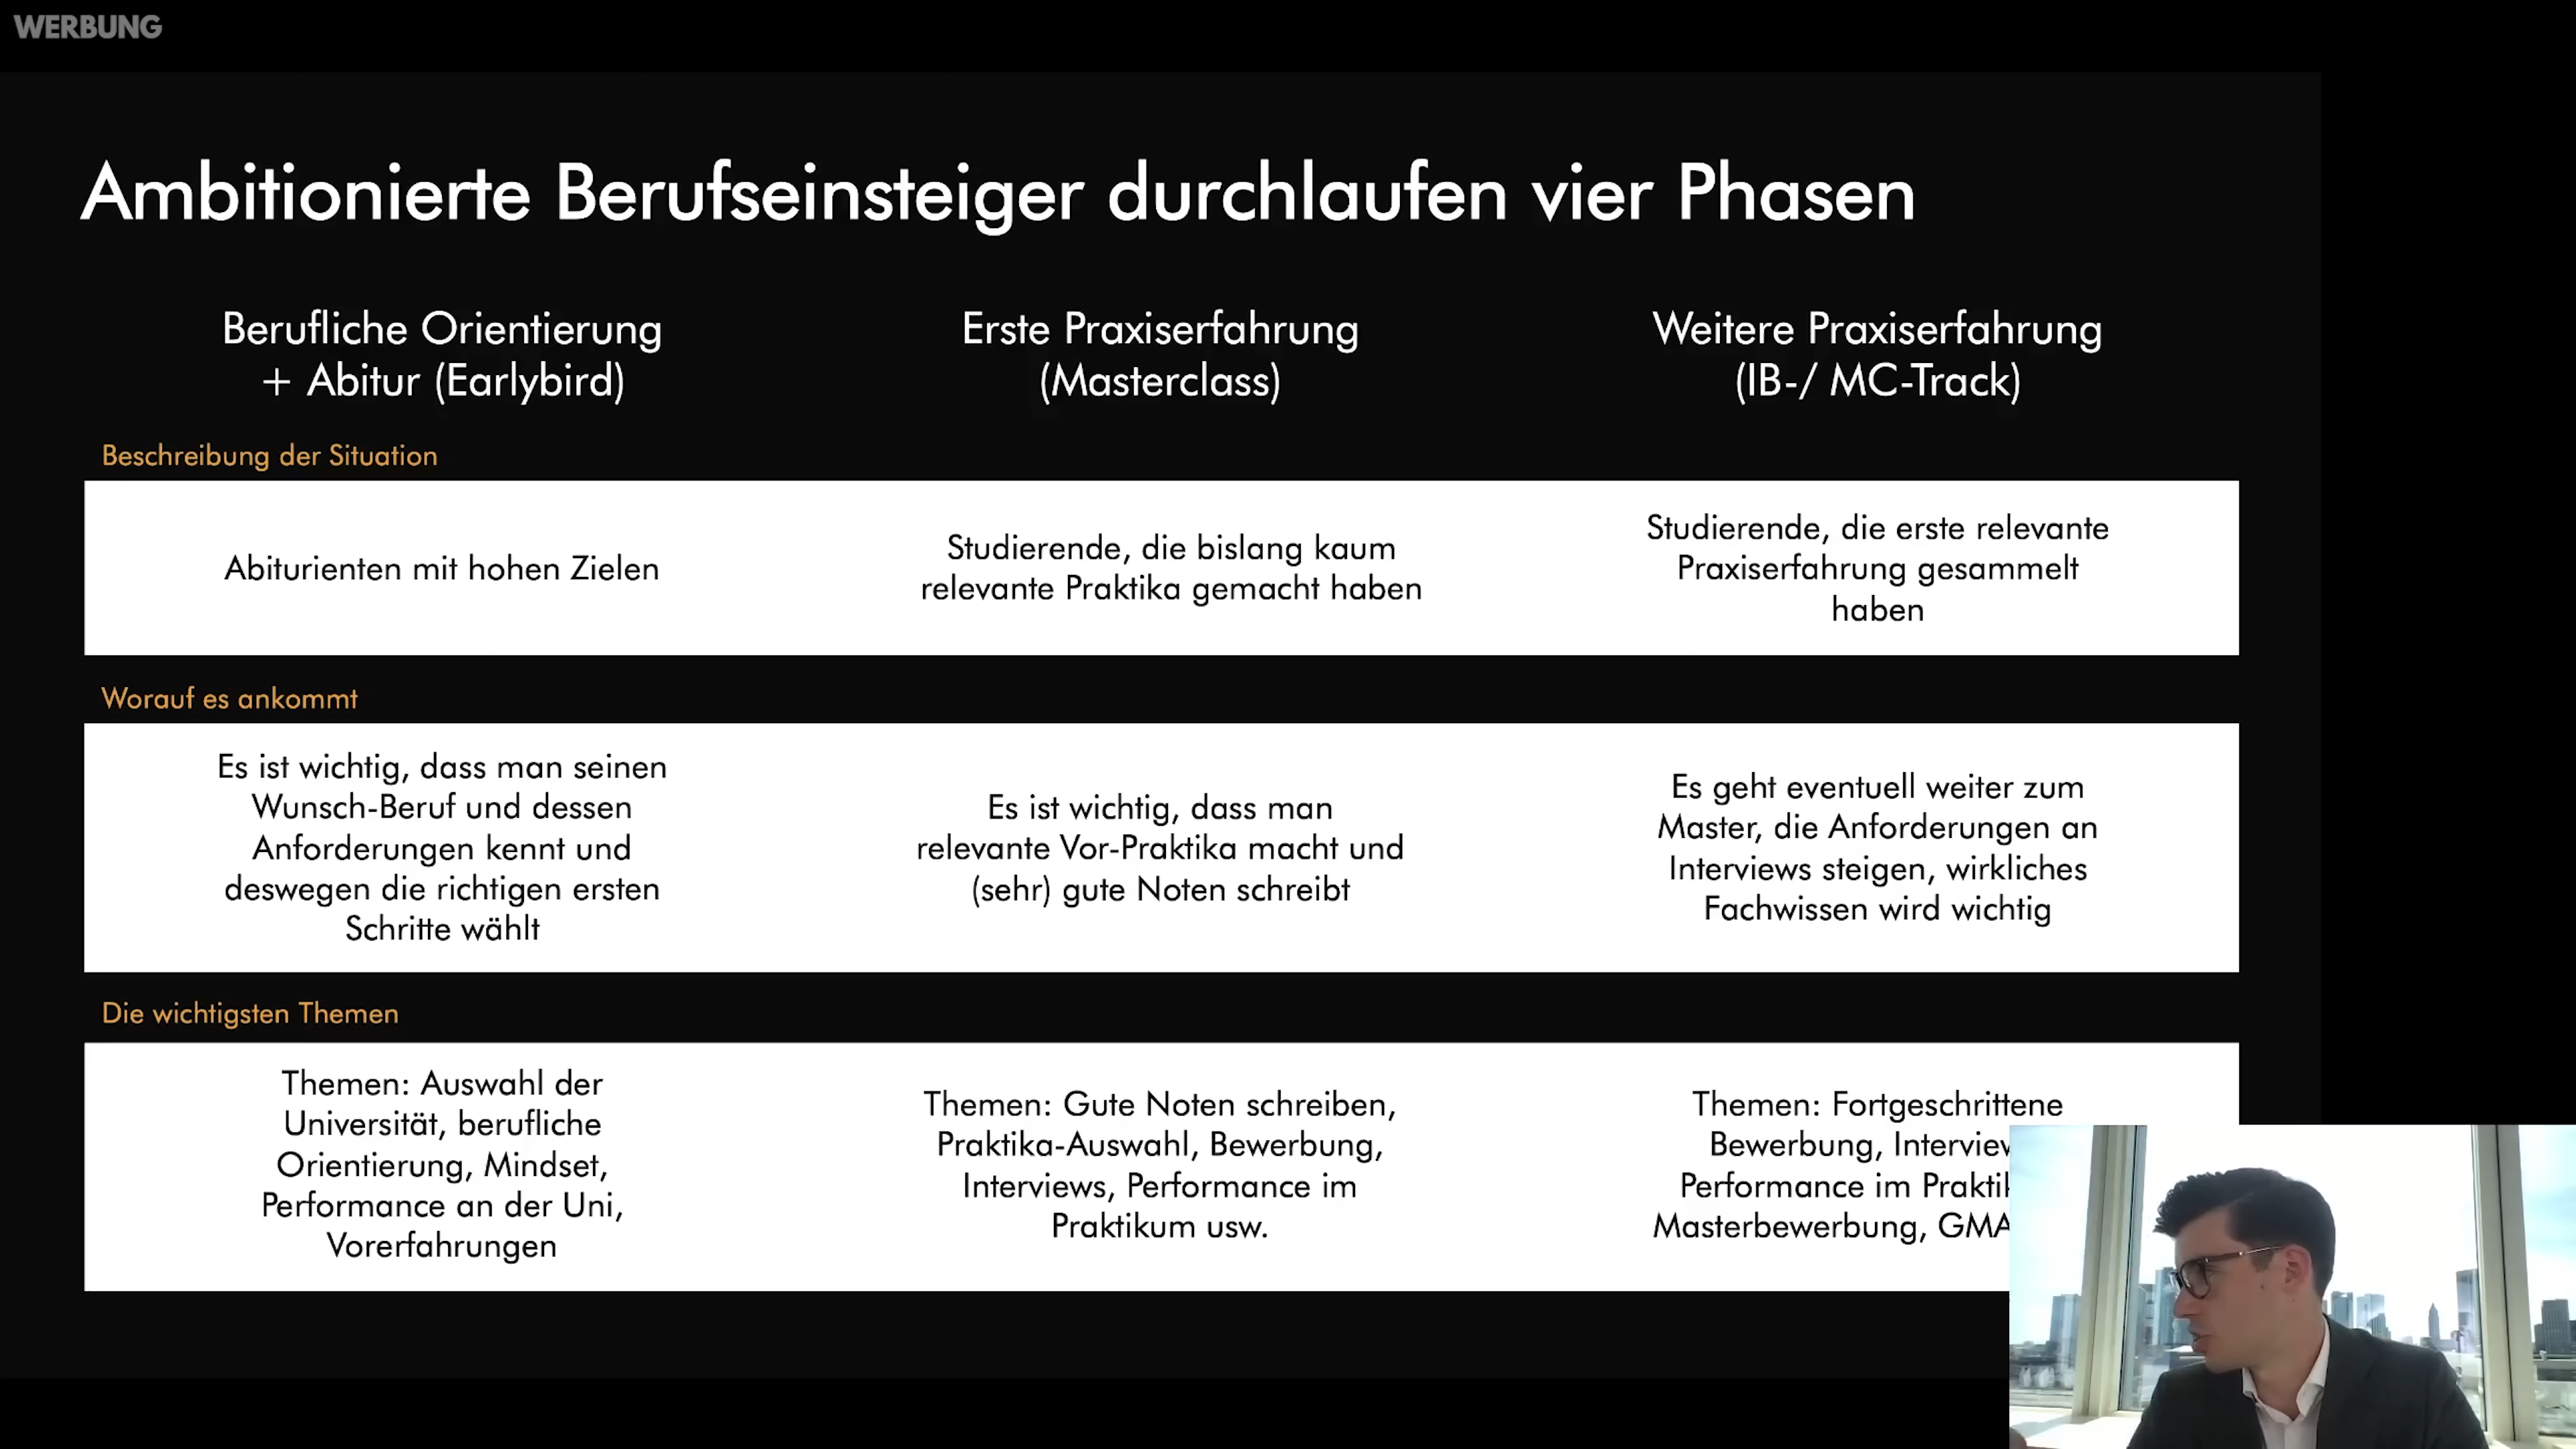 WERBUNG
Ambitionierte Berufseinsteiger durchlaufen vier Phasen
Berufliche Orientierung
+ Abitur (Earlybird)
Erste Praxiserfahrung
(Masterclass)
Weitere Praxiserfahrung
(IB-/ MC-Track)
Beschreibung der Situation
Abiturienten mit hohen Zielen
Studierende, die bislang kaum
relevante Praktika gemacht haben
Studierende, die erste relevante
Praxiserfahrung gesammelt
haben
Worauf es ankommt
Es ist wichtig, dass man seinen
Wunsch-Beruf und dessen
Anforderungen kennt und
deswegen die richtigen ersten
Schritte wählt
Es ist wichtig, dass man
relevante Vor-Praktika macht und
(sehr) gute Noten schreibt
Es geht eventuell weiter zum
Master, die Anforderungen an
Interviews steigen, wirkliches
Fachwissen wird wichtig
Die wichtigsten Themen
Themen: Auswahl der
Universität, berufliche
Orientierung, Mindset,
Performance an der Uni,
Vorerfahrungen
Themen: Gute Noten schreiben,
Praktika-Auswahl, Bewerbung,
Interviews, Performance im
Praktikum usw.
Themen: Fortgeschrittene
Bewerbung,
Performance im
Masterbewerbung,